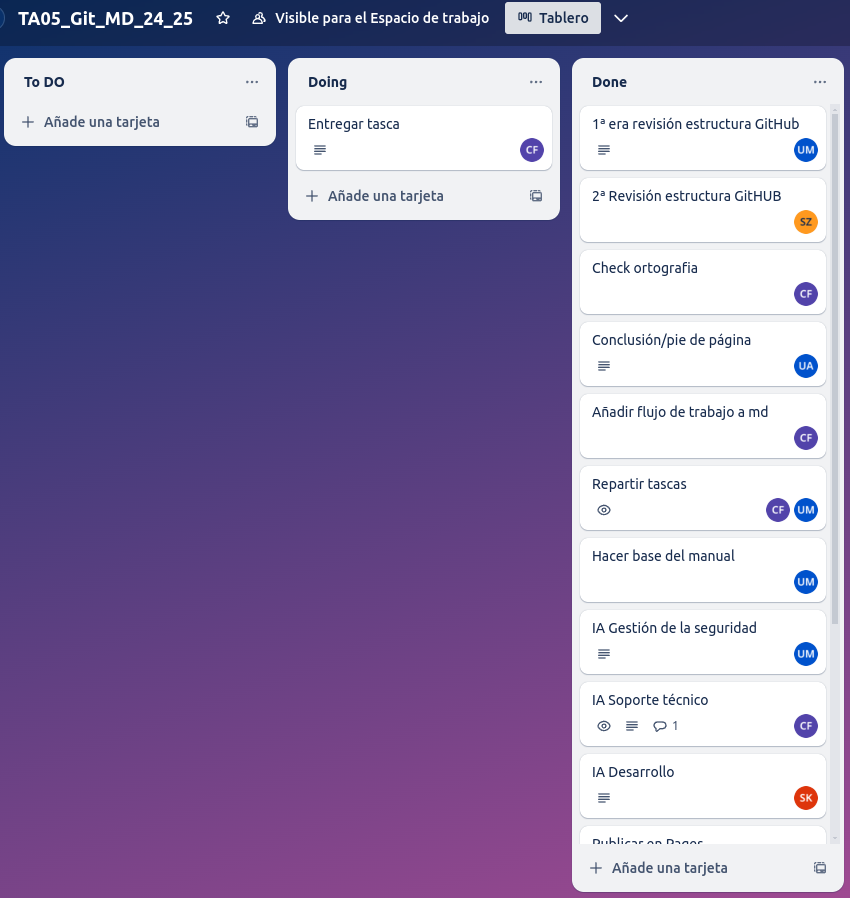 TA05_Git_MD_24_25
Visible para el Espacio de trabajo
Tablero
To DO
Añade una tarjeta
Doing
Entregar tasca
CF
Añade una tarjeta
Done
1ª era revisión estructura GitHub
UM
2ª Revisión estructura GitHUB
SZ
Check ortografia
CF
Conclusión/pie de página
UA
Añadir flujo de trabajo a md
CF
Repartir tascas
CF UM
Hacer base del manual
UM
IA Gestión de la seguridad
UM
IA Soporte técnico
1 CF
IA Desarrollo
SK
Publicar en Pages
Añade una tarjeta